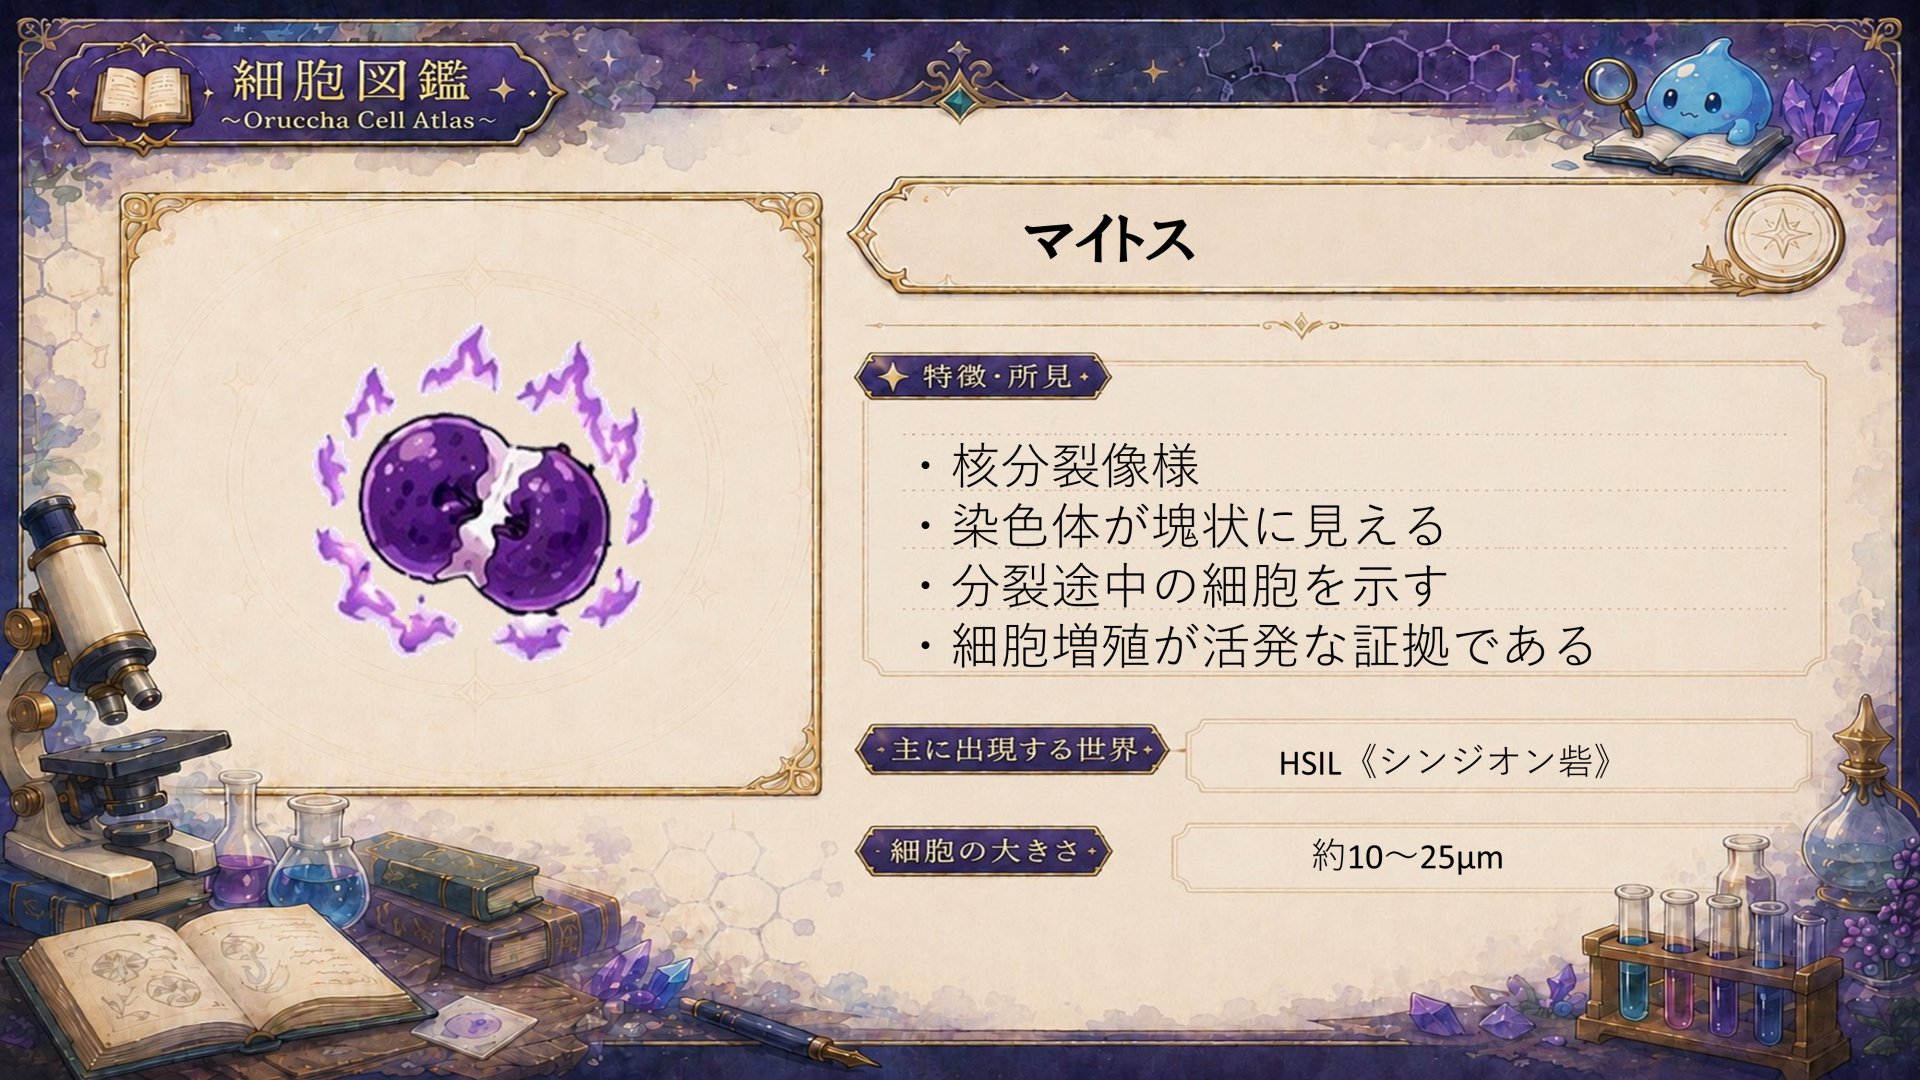 細胞図鑑
～Oruccha Cell Atlas～
マイトス
特徴・所見
・核分裂像様
・染色体が塊状に見える
・分裂途中の細胞を示す
・細胞増殖が活発な証拠である
主に出現する世界
HSIL《シンジオン砦》
細胞の大きさ
約10～25μm